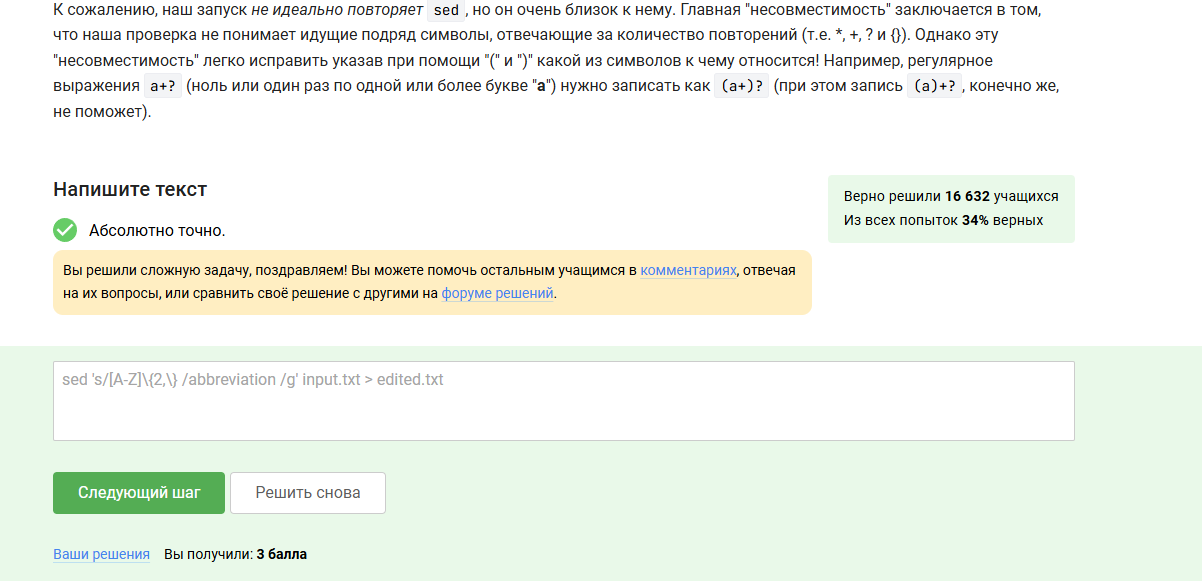 К сожалению, наш запуск не идеально повторяет sed, но он очень близок к нему. Главная "несовместимость" заключается в том,
что наша проверка не понимает идущие подряд символы, отвечающие за количество повторений (т.е. *, +, ? и {}). Однако эту
"несовместимость" легко исправить указав при помощи "(" и ")" какой из символов к чему относится! Например, регулярное
выражения a+? (ноль или один раз по одной или более букве "a") нужно записать как (a+)? (при этом запись (a)+?, конечно же,
не поможет).
Напишите текст
Верно решили 16 632 учащихся
Из всех попыток 34% верных
Абсолютно точно.
Вы решили сложную задачу, поздравляем! Вы можете помочь остальным учащимся в комментариях, отвечая
на их вопросы, или сравнить своё решение с другими на форуме решений.
sed 's/[A-Z]\{2,\} /abbreviation /g' input.txt > edited.txt
Следующий шаг
Решить снова
Ваши решения Вы получили: 3 балла